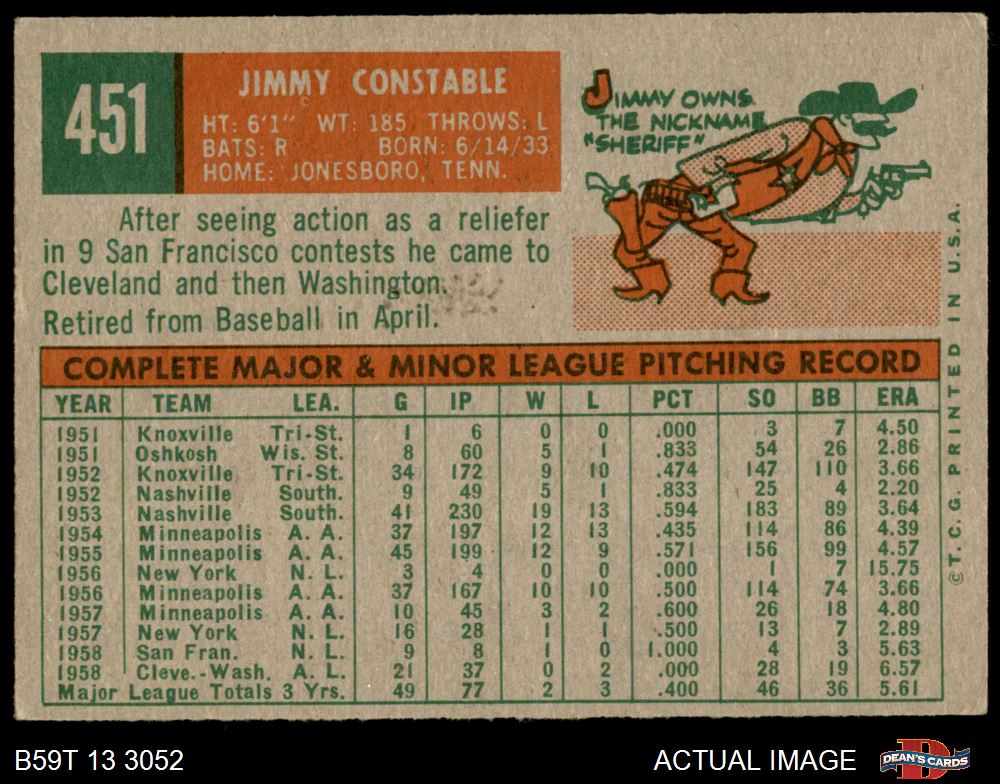 451
JIMMY CONSTABLE
HT: 6'1" WT: 185 THROWS: L
BATS: R BORN: 6/14/33
HOME: JONESBORO, TENN.
JIMMY OWNS
THE NICKNAME
"SHERIFF"
After seeing action as a reliefer
in 9 San Francisco contests he came to
Cleveland and then Washington.
Retired from Baseball in April.
COMPLETE MAJOR & MINOR LEAGUE PITCHING RECORD
YEAR TEAM LEA. G IP W L PCT SO BB ERA
1951 Knoxville Tri-St. 1 6 0 0 .000 3 7 4.50
1951 Oshkosh Wis. St. 8 60 5 1 .833 54 26 2.86
1952 Knoxville Tri-St. 34 172 9 10 .474 147 110 3.66
1952 Nashville South. 9 49 5 1 .833 25 4 2.20
1953 Nashville South. 41 230 19 13 .594 183 89 3.64
1954 Minneapolis A. A. 37 197 12 13 .435 114 86 4.39
1955 Minneapolis A. A. 45 199 12 9 .571 156 99 4.57
1956 New York N. L. 3 4 0 0 .000 1 7 15.75
1956 Minneapolis A. A. 37 167 10 10 .500 114 74 3.66
1957 Minneapolis A. A. 10 45 3 2 .600 26 18 4.80
1957 New York N. L. 16 28 1 1 .500 13 7 2.89
1958 San Fran. N. L. 9 8 1 0 1.000 4 3 5.63
1958 Cleve.-Wash. A. L. 21 37 0 2 .000 28 19 6.57
Major League Totals 3 Yrs. 49 77 2 3 .400 46 36 5.61
© T.C.G. PRINTED IN U.S.A.
B59T 13 3052
ACTUAL IMAGE
D
DEAN'S CARDS